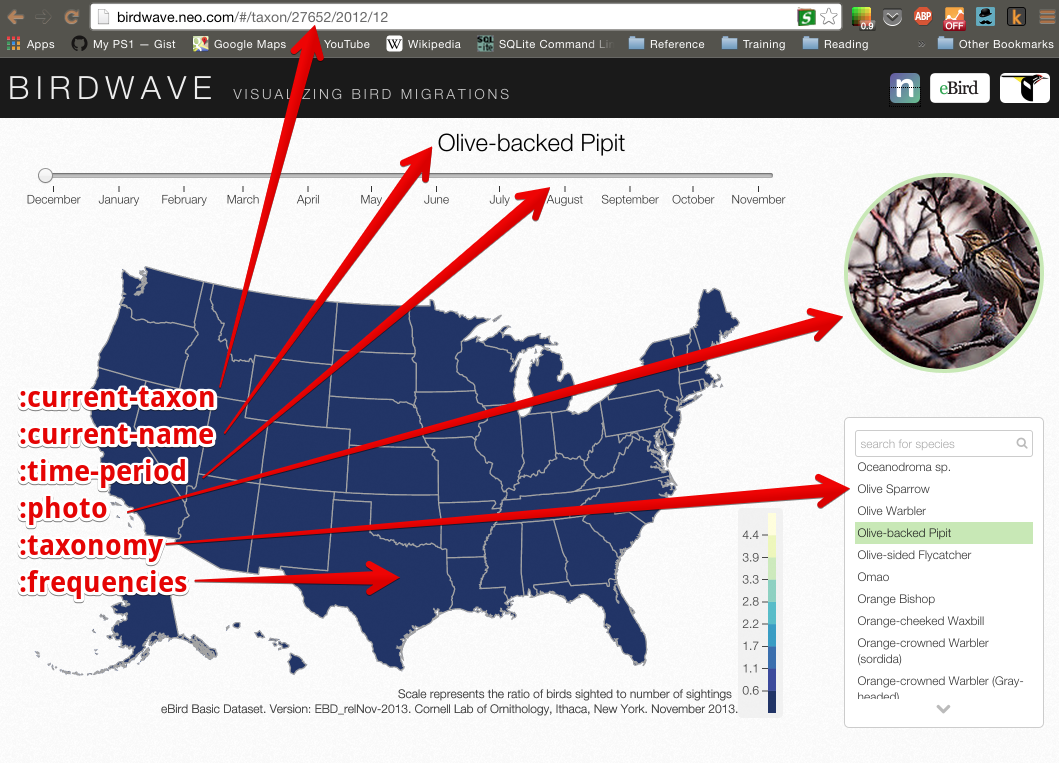 birdwave.neo.com/#/taxon/27652/2012/12
S
0.9
ABP
OFF
k
Apps
My PS1 — Gist
Google Maps
YouTube
W Wikipedia
SQLite Command Lin
Reference
Training
Reading
»
Other Bookmarks
BIRDWAVE VISUALIZING BIRD MIGRATIONS
n
eBird
Olive-backed Pipit
December January February March April May June July August September October November
:current-taxon
:current-name
:time-period
:photo
:taxonomy
:frequencies
4.4
3.9
3.3
2.8
2.2
1.7
1.1
0.6
Scale represents the ratio of birds sighted to number of sightings
eBird Basic Dataset. Version: EBD_relNov-2013. Cornell Lab of Ornithology, Ithaca, New York. November 2013.
search for species
Oceanodroma sp.
Olive Sparrow
Olive Warbler
Olive-backed Pipit
Olive-sided Flycatcher
Omao
Orange Bishop
Orange-cheeked Waxbill
Orange-crowned Warbler
(sordida)
Orange-crowned Warbler (Gray-
headed)